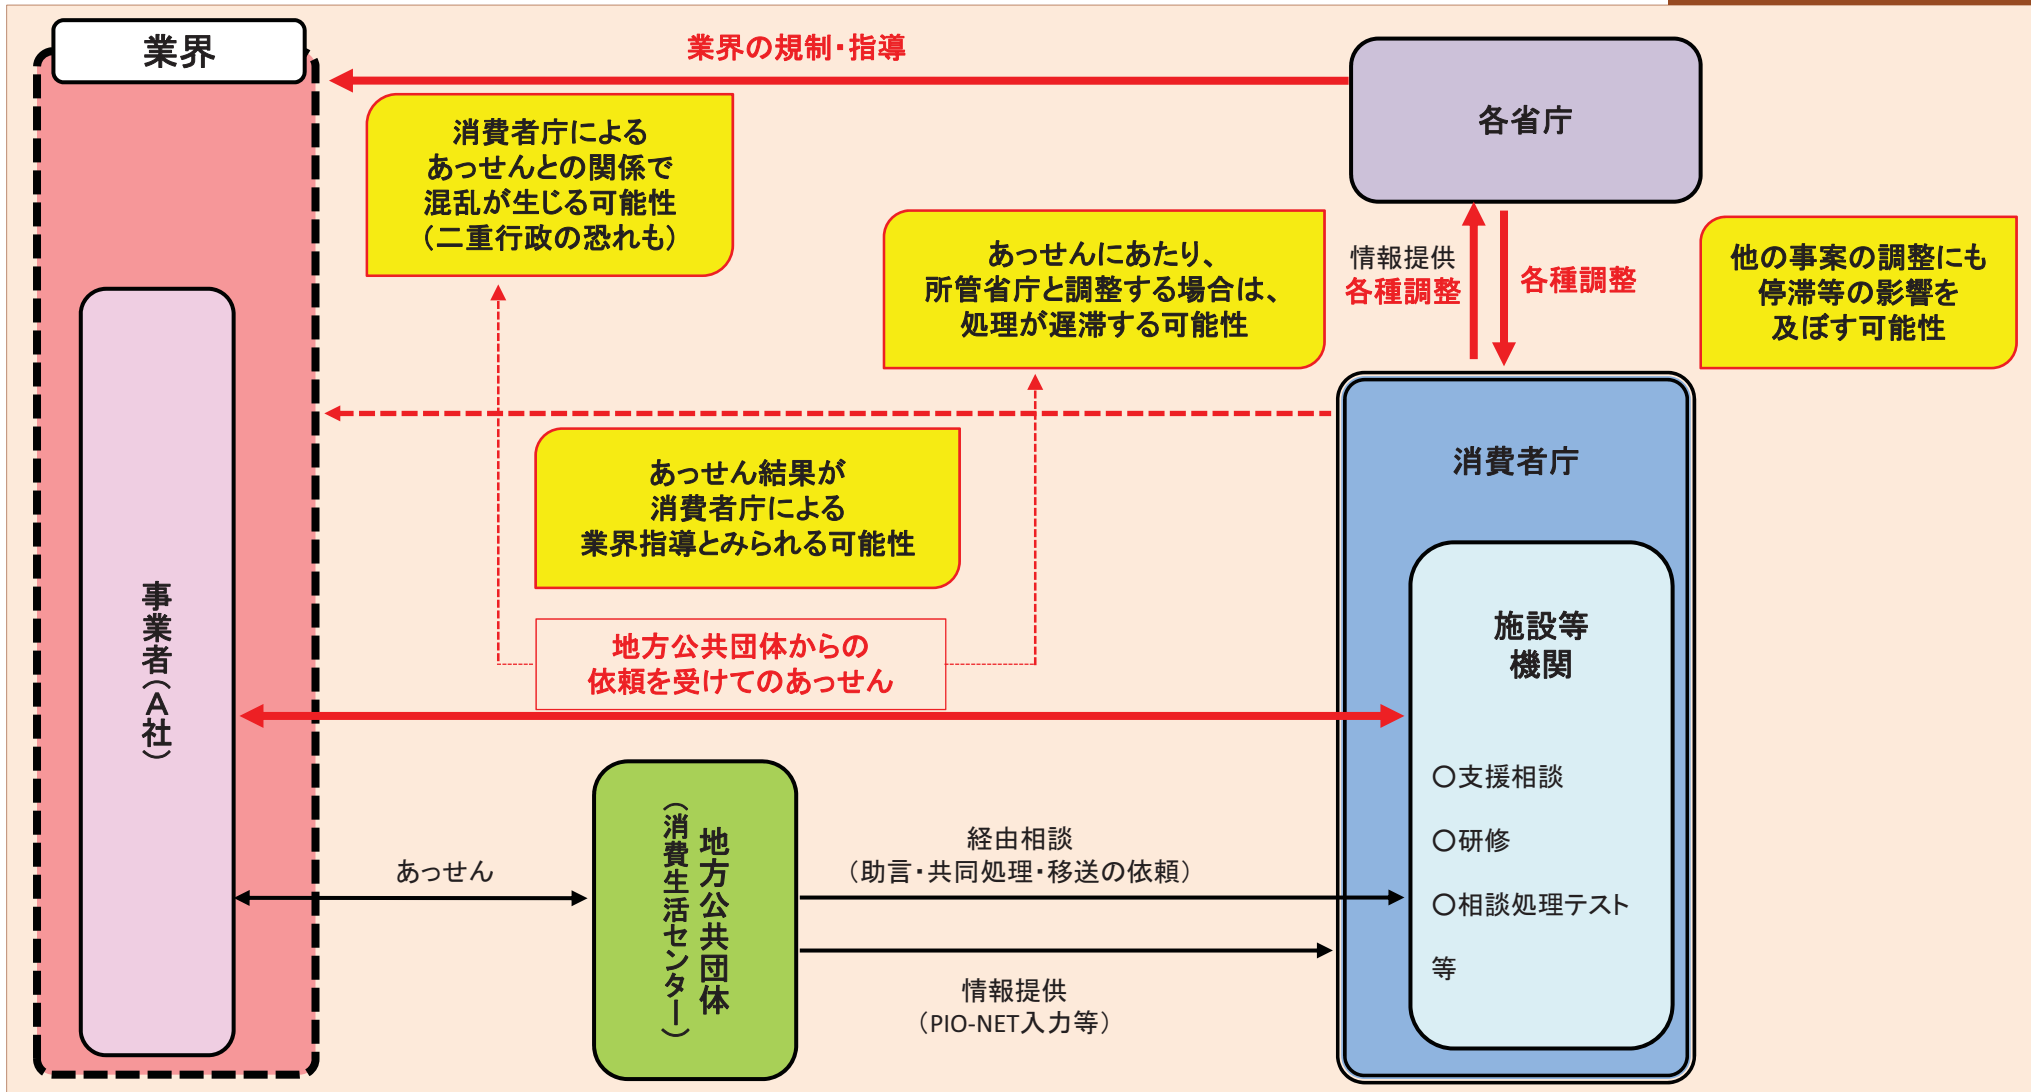 業界
業界の規制・指導
各省庁
消費者庁による
あっせんとの関係で
混乱が生じる可能性
（二重行政の恐れも）
あっせんにあたり、
所管省庁と調整する場合は、
処理が遅滞する可能性
情報提供
各種調整
各種調整
他の事案の調整にも
停滞等の影響を
及ぼす可能性
あっせん結果が
消費者庁による
業界指導とみられる可能性
消費者庁
事業者（Ａ社）
地方公共団体からの
依頼を受けてのあっせん
施設等
機関
〇支援相談
〇研修
〇相談処理テスト
等
あっせん
地方公共団体
（消費生活センター）
経由相談
（助言・共同処理・移送の依頼）
情報提供
（PIO-NET入力等）